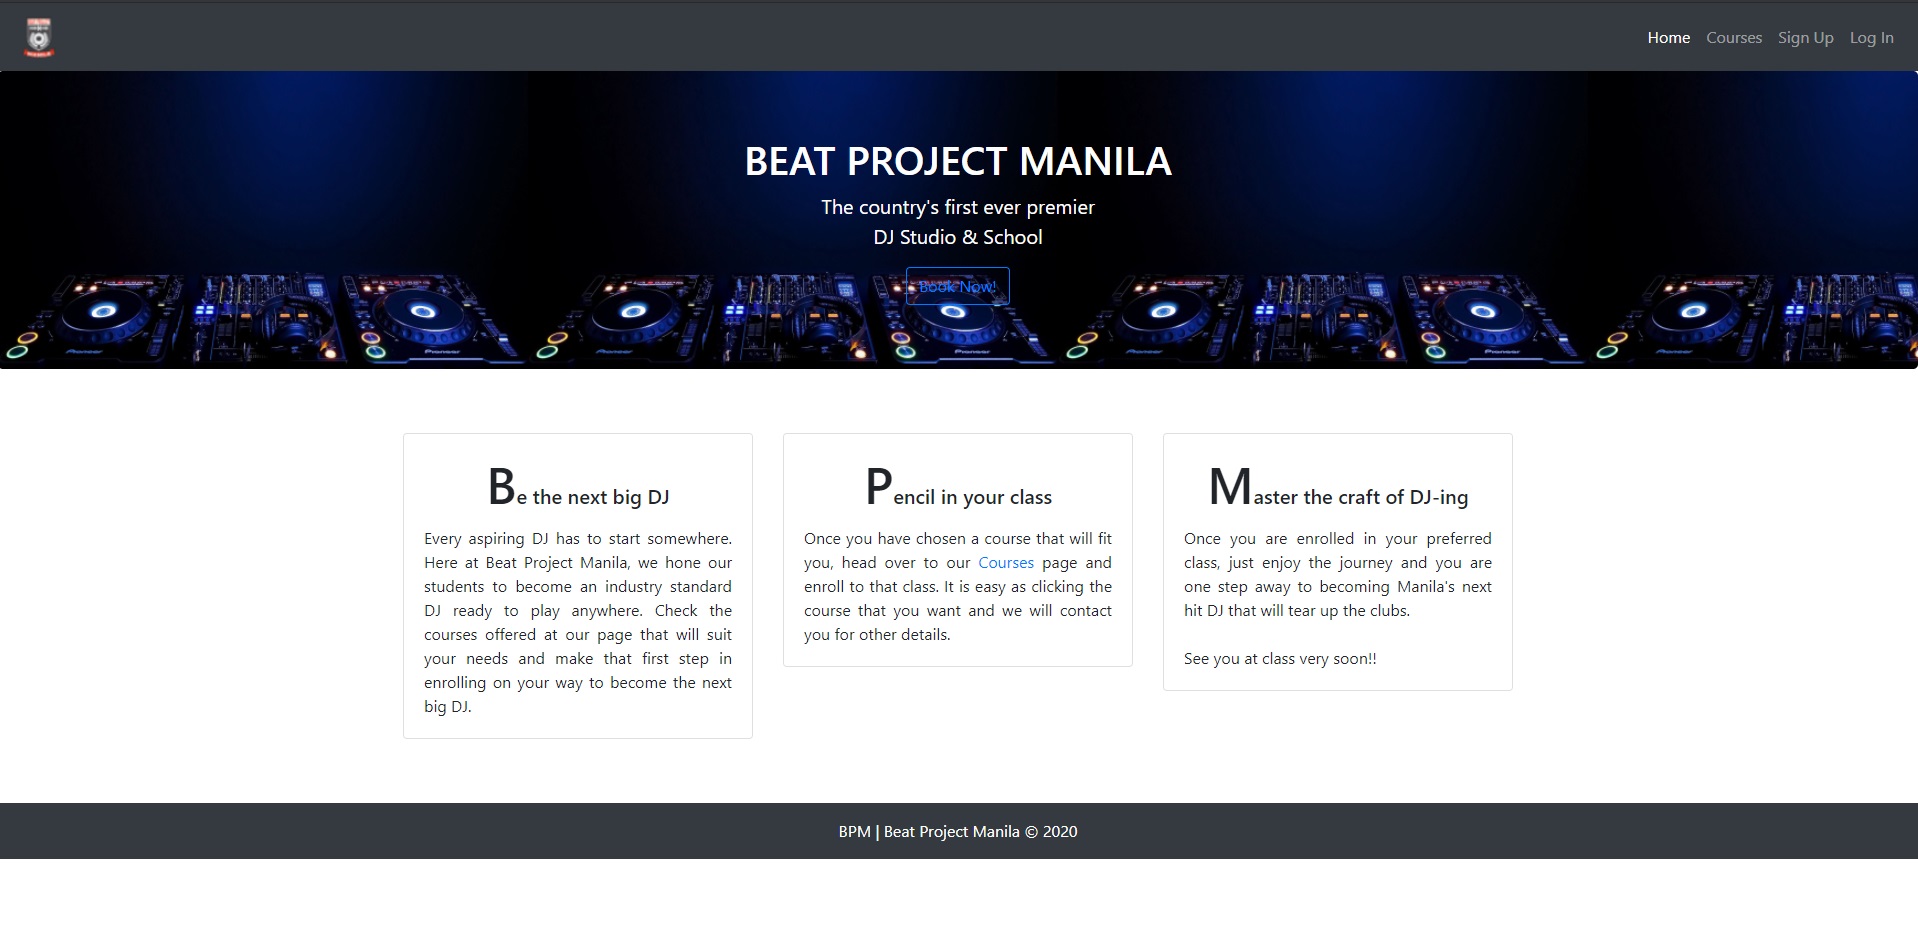 Home Courses Sign Up Log In
BEAT PROJECT MANILA
The country's first ever premier
DJ Studio & School
Book Now!
Pioneer Pioneer Pioneer Pioneer Pioneer Pioneer Pioneer
Be the next big DJ
Every aspiring DJ has to start somewhere.
Here at Beat Project Manila, we hone our
students to become an industry standard
DJ ready to play anywhere. Check the
courses offered at our page that will suit
your needs and make that first step in
enrolling on your way to become the next
big DJ.
Pencil in your class
Once you have chosen a course that will fit
you, head over to our Courses page and
enroll to that class. It is easy as clicking the
course that you want and we will contact
you for other details.
Master the craft of DJ-ing
Once you are enrolled in your preferred
class, just enjoy the journey and you are
one step away to becoming Manila's next
hit DJ that will tear up the clubs.
See you at class very soon!!
BPM | Beat Project Manila © 2020